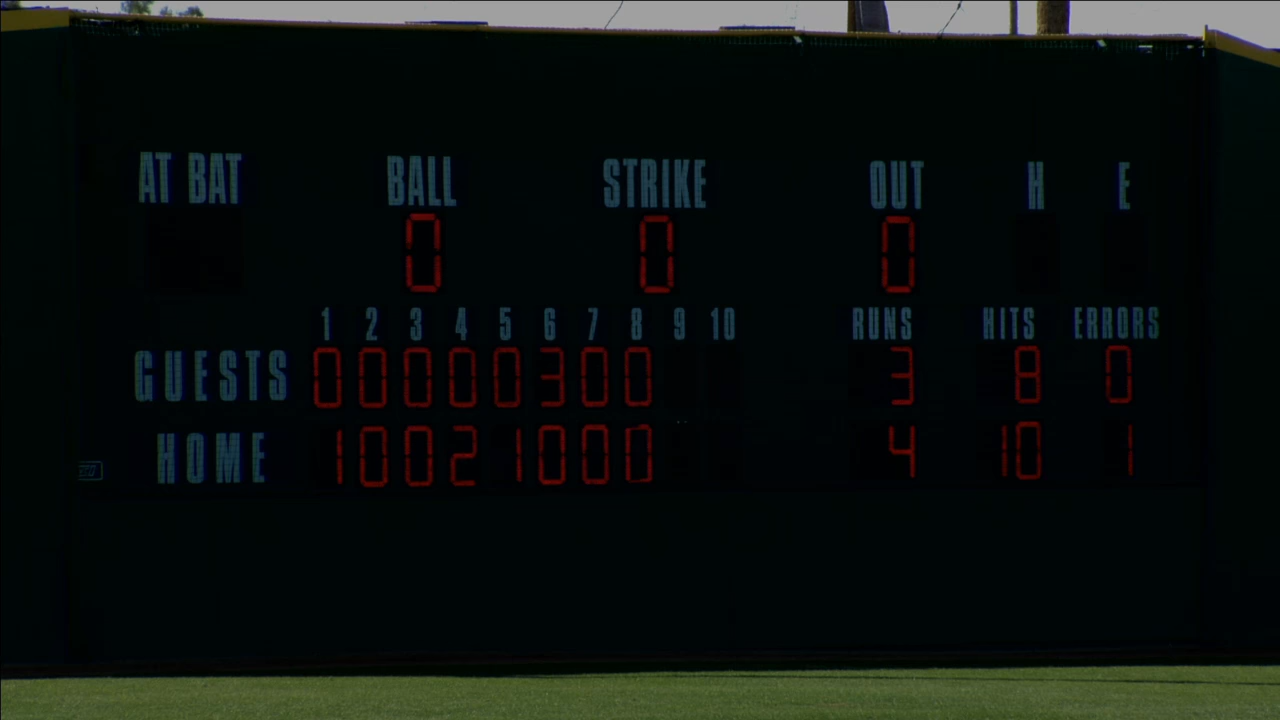 AT BAT BALL STRIKE OUT H E
0 0 0
1 2 3 4 5 6 7 8 9 10 RUNS HITS ERRORS
GUESTS 0 0 0 0 0 3 0 0 3 8 0
HOME 1 0 0 2 1 0 0 0 4 10 1